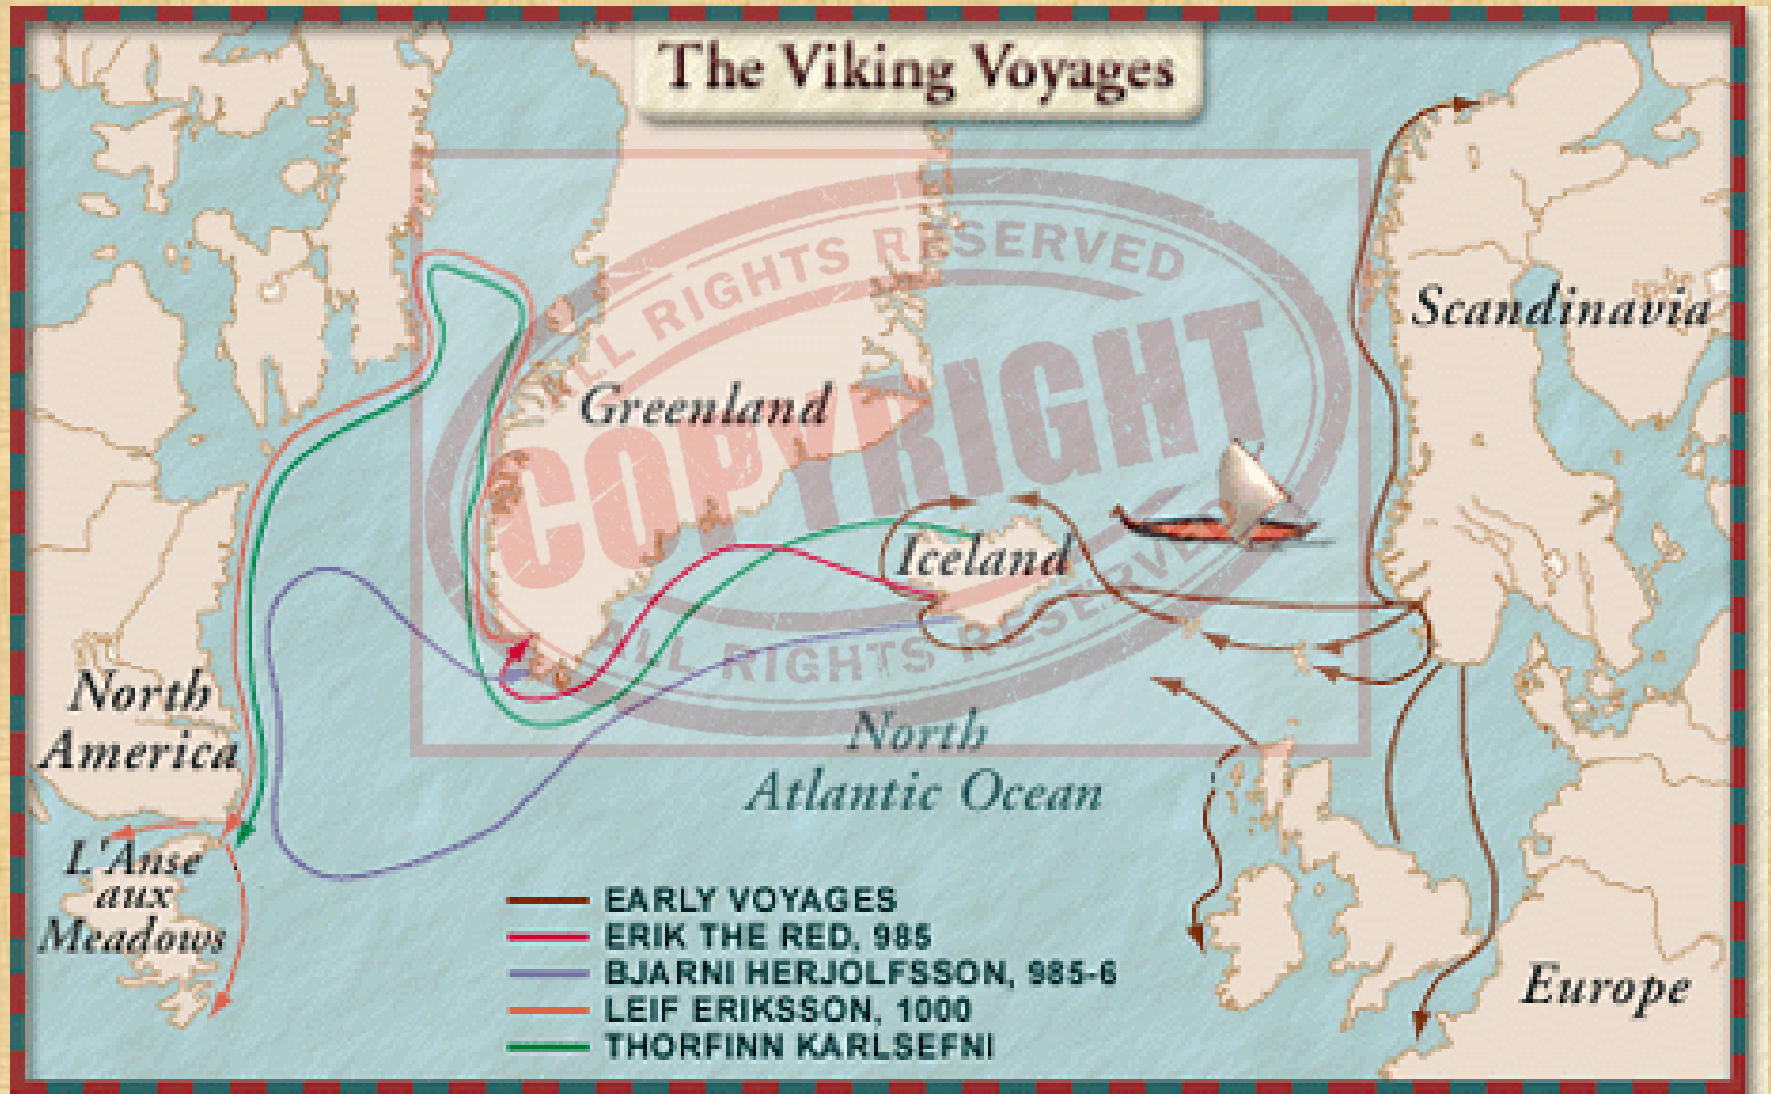 The Viking Voyages
ALL RIGHTS RESERVED
Scandinavia
Greenland
COPYRIGHT
Iceland
ALL RIGHTS RESERVED
North
America
North
Atlantic Ocean
L'Anse
aux
Meadows
Europe
EARLY VOYAGES
ERIK THE RED, 985
BJARNI HERJOLFSSON, 985-6
LEIF ERIKSSON, 1000
THORFINN KARLSEFNI